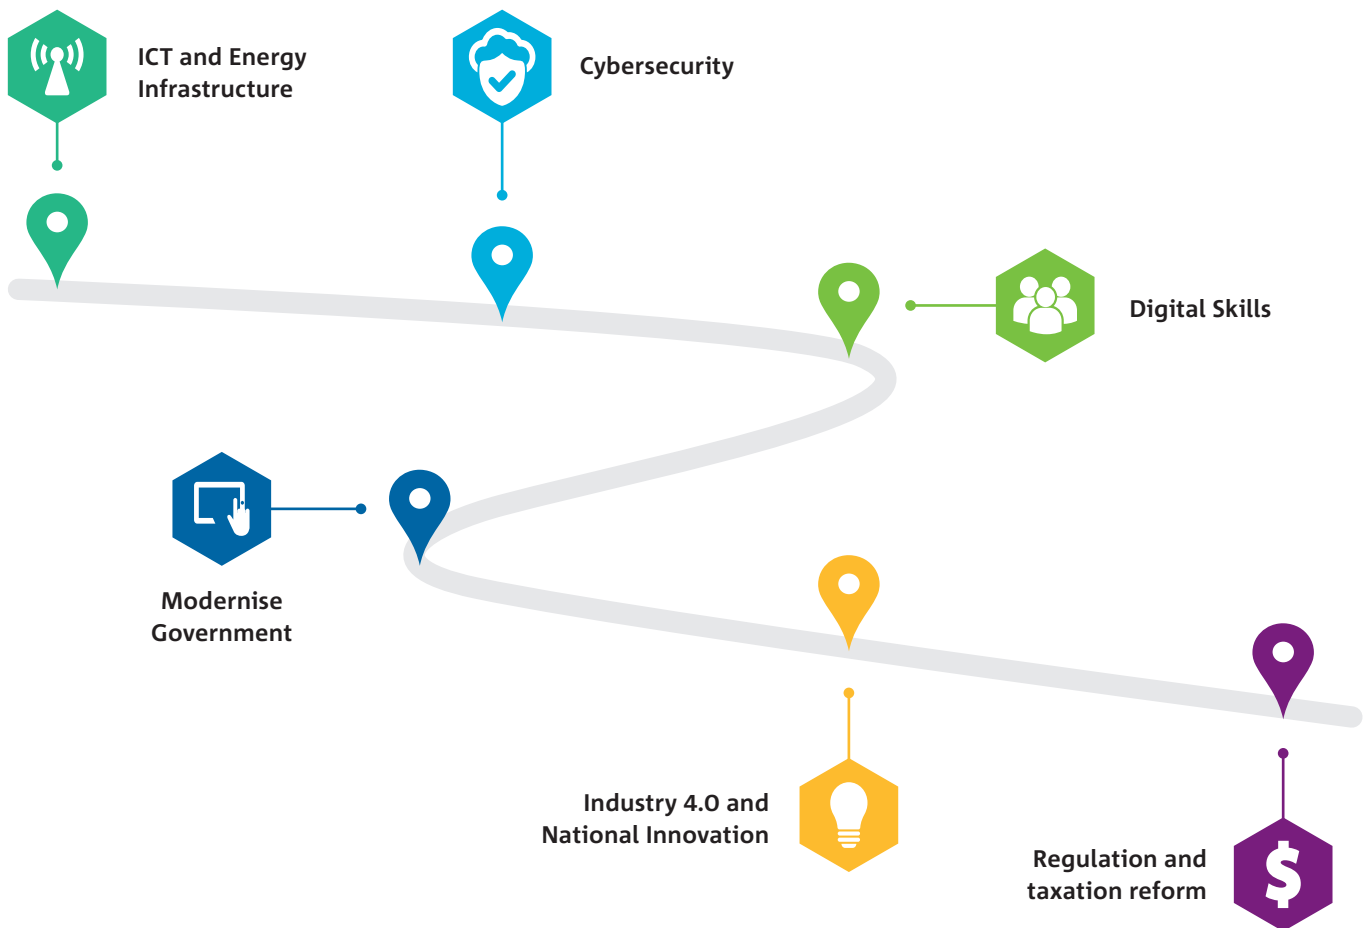 ICT and Energy
Infrastructure
Cybersecurity
Digital Skills
Modernise
Government
Industry 4.0 and
National Innovation
Regulation and
taxation reform
$